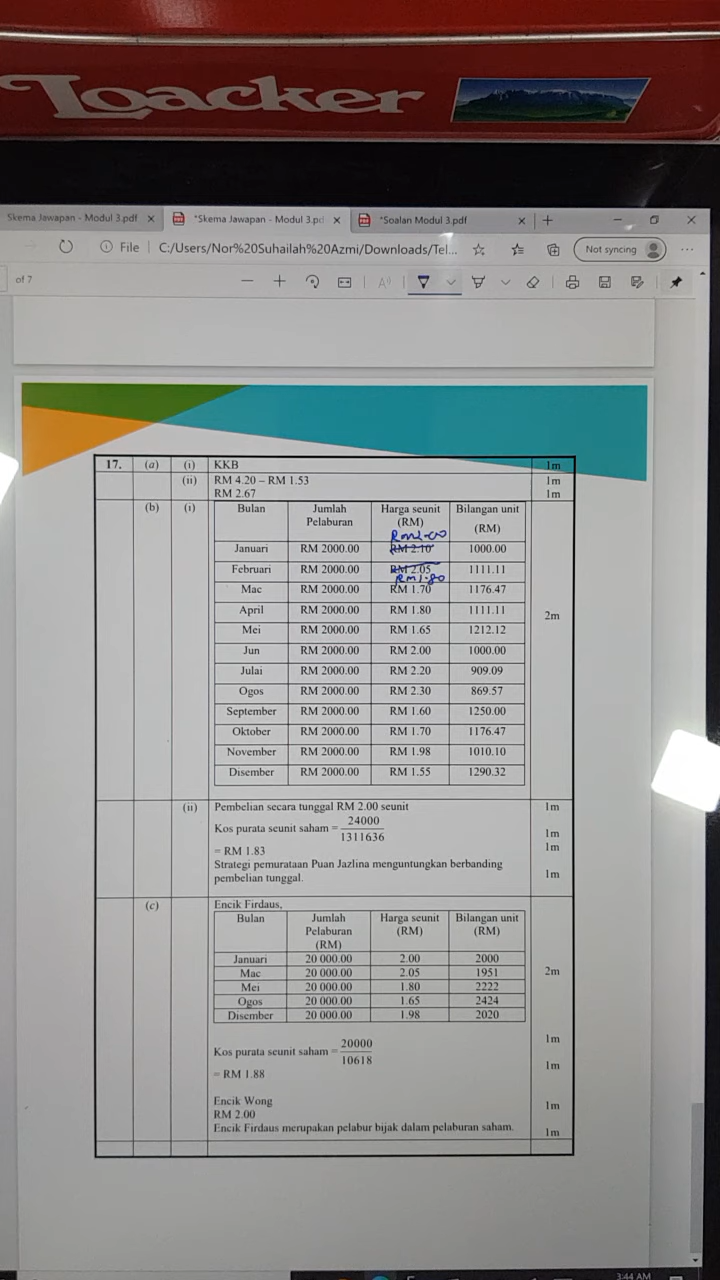 Loacker
Skema Jawapan - Modul 3.pdf
*Skema Jawapan - Modul 3.pd
*Soalan Modul 3.pdf
File C:/Users/Nor%20Suhailah%20Azmi/Downloads/Tel... Not syncing
of 7
17. (a) (i) KKB 1m
(ii) RM 4.20 – RM 1.53 1m
RM 2.67 1m
(b) (i) Bulan Jumlah Pelaburan Harga seunit (RM) Bilangan unit (RM)
RM2.00
Januari RM 2000.00 RM 2.10 1000.00
Februari RM 2000.00 RM 2.05 1111.11
RM1.80
Mac RM 2000.00 RM 1.70 1176.47
April RM 2000.00 RM 1.80 1111.11
2m
Mei RM 2000.00 RM 1.65 1212.12
Jun RM 2000.00 RM 2.00 1000.00
Julai RM 2000.00 RM 2.20 909.09
Ogos RM 2000.00 RM 2.30 869.57
September RM 2000.00 RM 1.60 1250.00
Oktober RM 2000.00 RM 1.70 1176.47
November RM 2000.00 RM 1.98 1010.10
Disember RM 2000.00 RM 1.55 1290.32
(ii) Pembelian secara tunggal RM 2.00 seunit 1m
Kos purata seunit saham = 24000/1311636 1m
= RM 1.83 1m
Strategi pemurataan Puan Jazlina menguntungkan berbanding
pembelian tunggal. 1m
(c) Encik Firdaus,
Bulan Jumlah Pelaburan (RM) Harga seunit (RM) Bilangan unit (RM)
Januari 20 000.00 2.00 2000
Mac 20 000.00 2.05 1951 2m
Mei 20 000.00 1.80 2222
Ogos 20 000.00 1.65 2424
Disember 20 000.00 1.98 2020
Kos purata seunit saham = 20000/10618 1m
= RM 1.88 1m
Encik Wong
RM 2.00 1m
Encik Firdaus merupakan pelabur bijak dalam pelaburan saham. 1m
3:44 AM